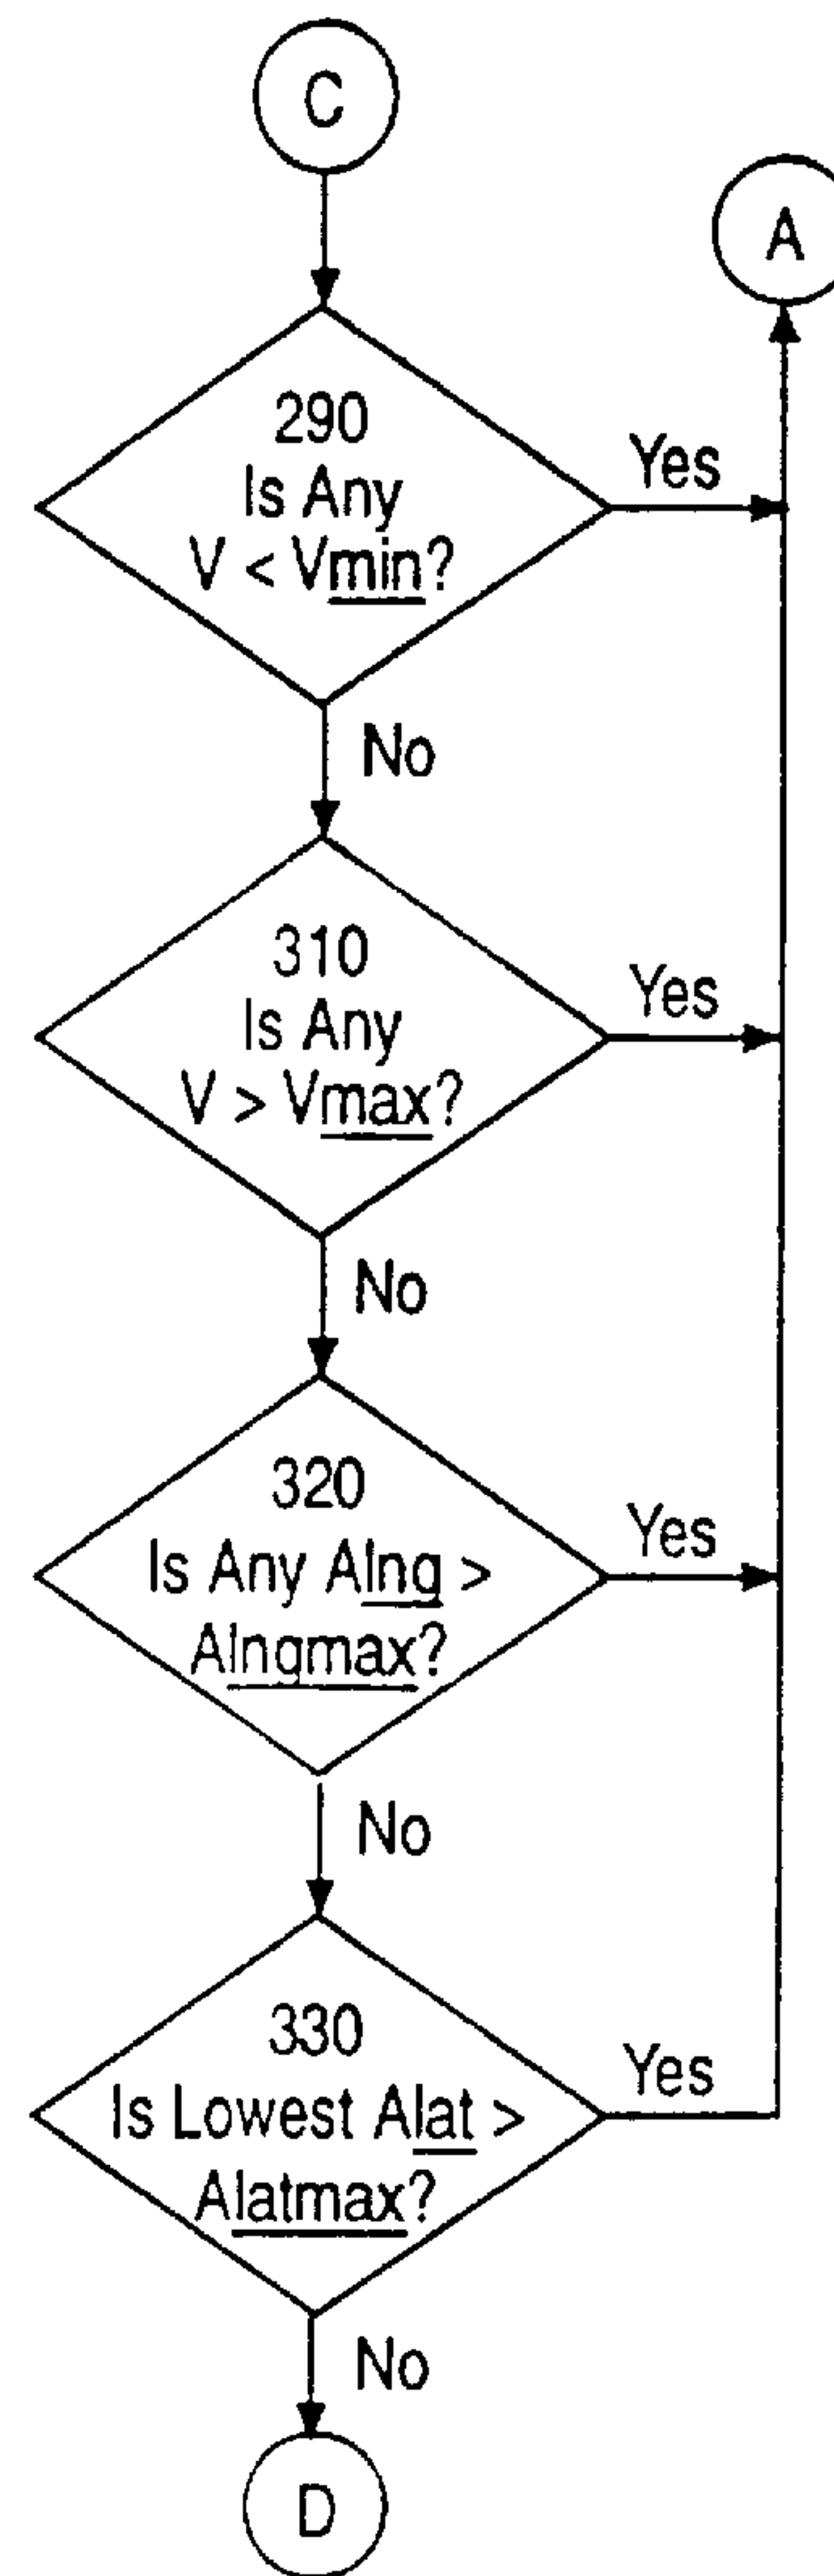 C
A
290
Is Any
V < Vmin?
Yes
No
310
Is Any
V > Vmax?
Yes
No
320
Is Any Alng >
Alngmax?
Yes
No
330
Is Lowest Alat >
Alatmax?
Yes
No
D